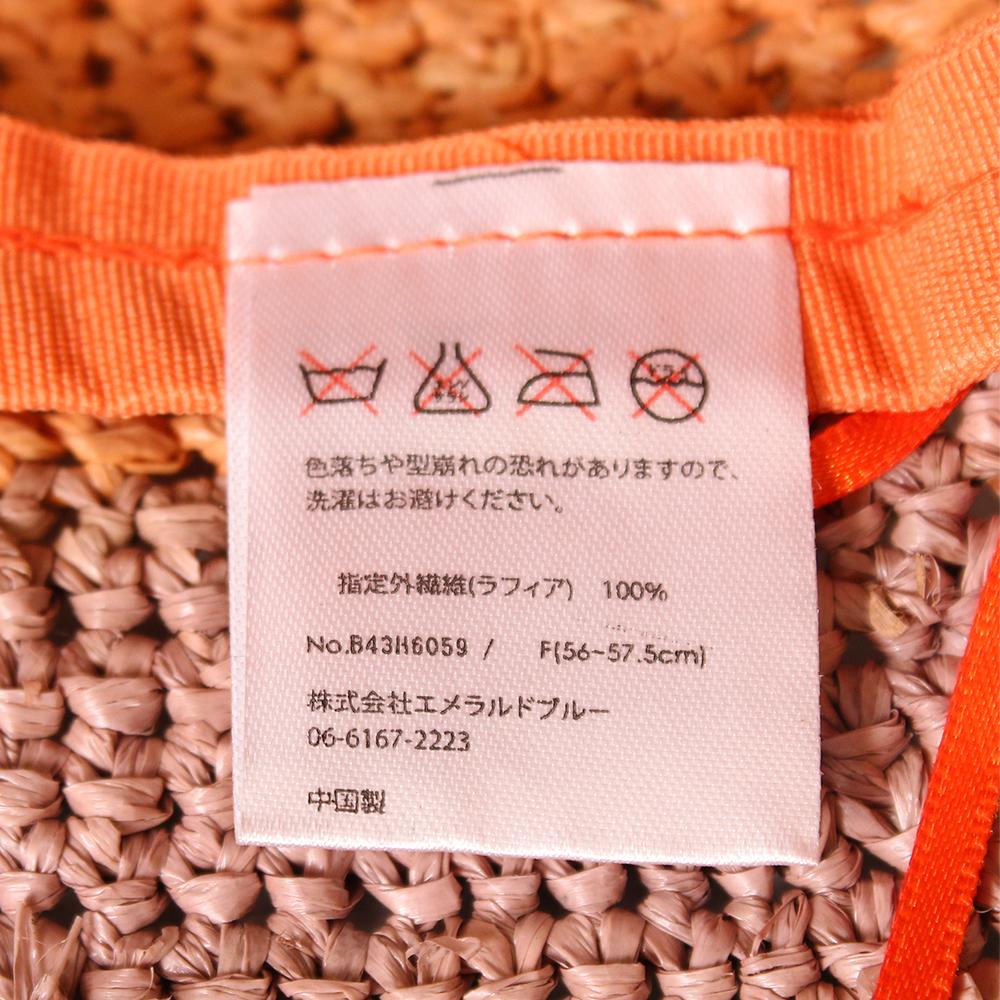 色落ちや型崩れの恐れがありますので、
洗濯はお避けください。
指定外繊維(ラフィア) 100%
No.B43H6059 / F(56~57.5cm)
株式会社エメラルドブルー
06-6167-2223
中国製